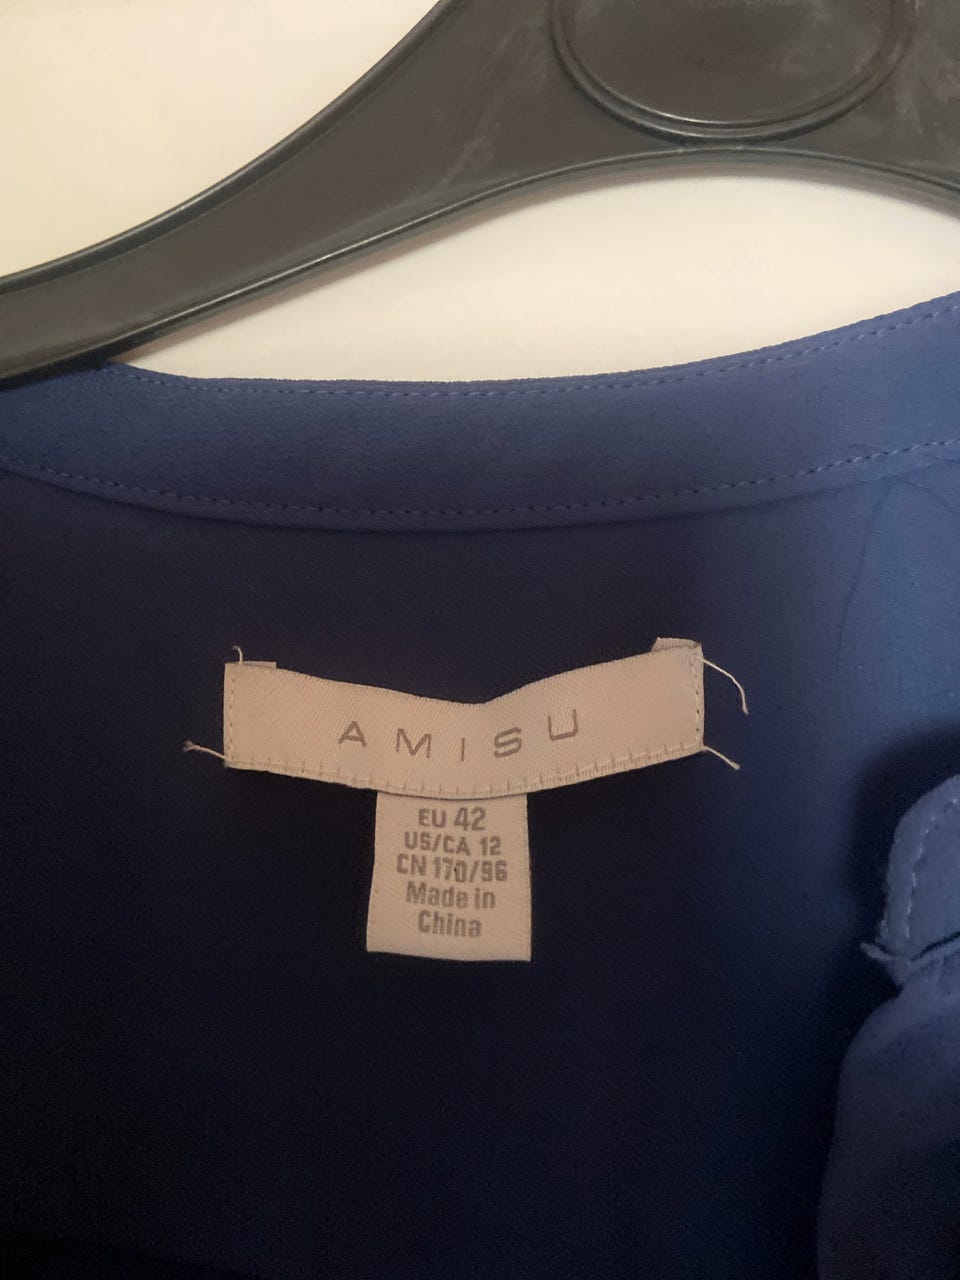 AMISU
EU 42
US/CA 12
CN 170/96
Made in
China